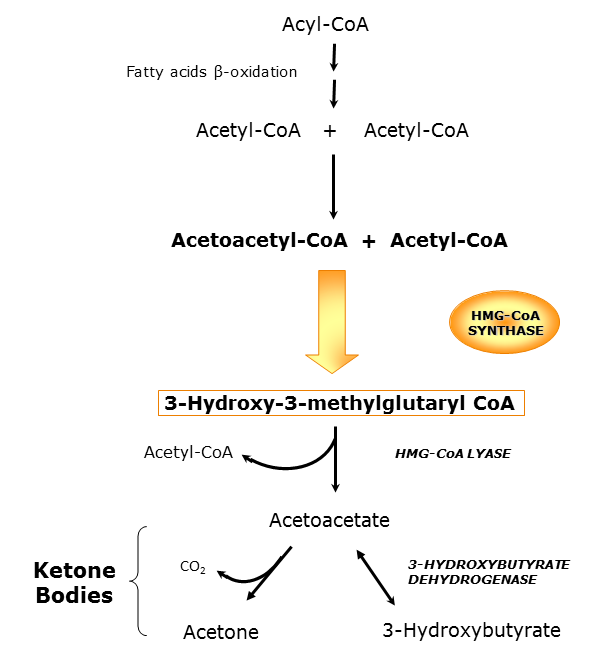 Acyl-CoA
Fatty acids β-oxidation
Acetyl-CoA + Acetyl-CoA
Acetoacetyl-CoA + Acetyl-CoA
HMG-CoA
SYNTHASE
3-Hydroxy-3-methylglutaryl CoA
Acetyl-CoA
HMG-CoA LYASE
Acetoacetate
Ketone
Bodies
CO₂
3-HYDROXYBUTYRATE
DEHYDROGENASE
Acetone
3-Hydroxybutyrate